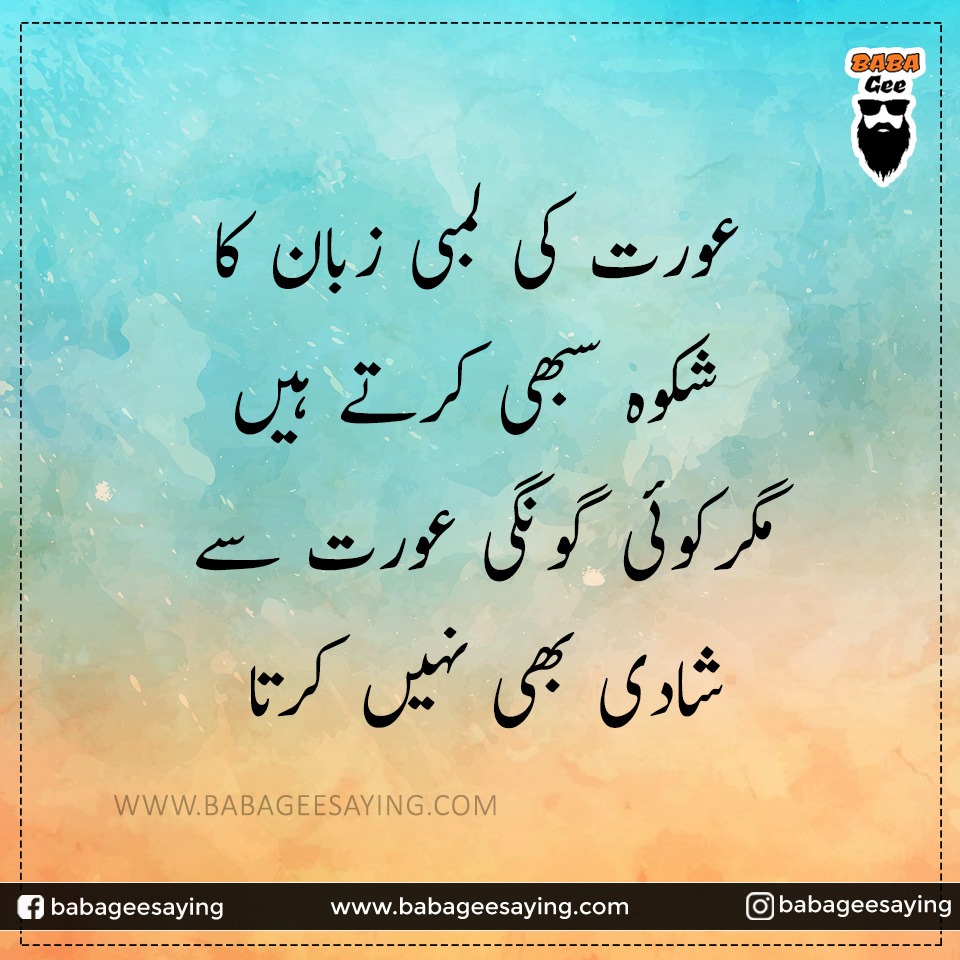 BABA
Gee
عورت کی لمبی زبان کا
شکوہ سبھی کرتے ہیں
مگر کوئی گونگی عورت سے
شادی بھی نہیں کرتا
WWW.BABAGEESAYING.COM
babageesaying www.babageesaying.com babageesaying